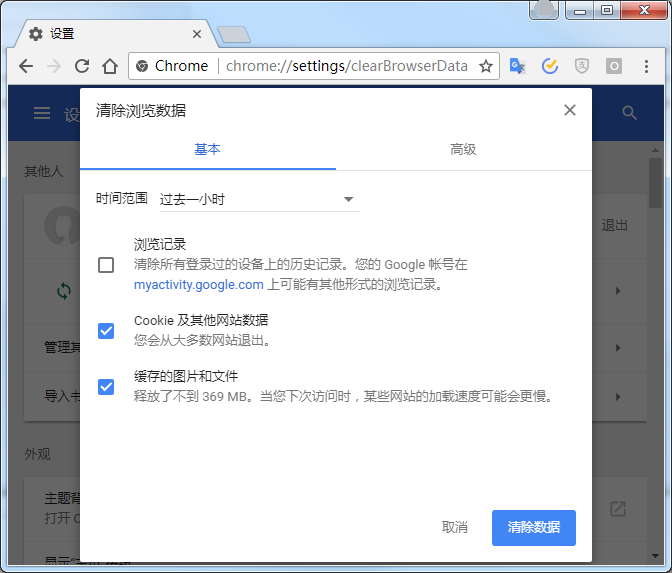 设置
Chrome
chrome://settings/clearBrowserData
设
清除浏览数据
基本
高级
其他人
时间范围
过去一小时
退出
浏览记录
清除所有登录过的设备上的历史记录。您的 Google 帐号在
myactivity.google.com 上可能有其他形式的浏览记录。
Cookie 及其他网站数据
您会从大多数网站退出。
管理其
缓存的图片和文件
释放了不到 369 MB。当您下次访问时，某些网站的加载速度可能会更慢。
导入书
外观
主题背
打开 C
取消
清除数据